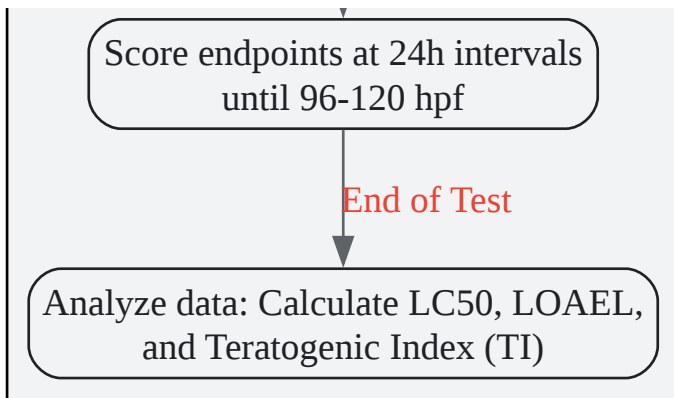 Score endpoints at 24h intervals
until 96-120 hpf
End of Test
Analyze data: Calculate LC50, LOAEL,
and Teratogenic Index (TI)